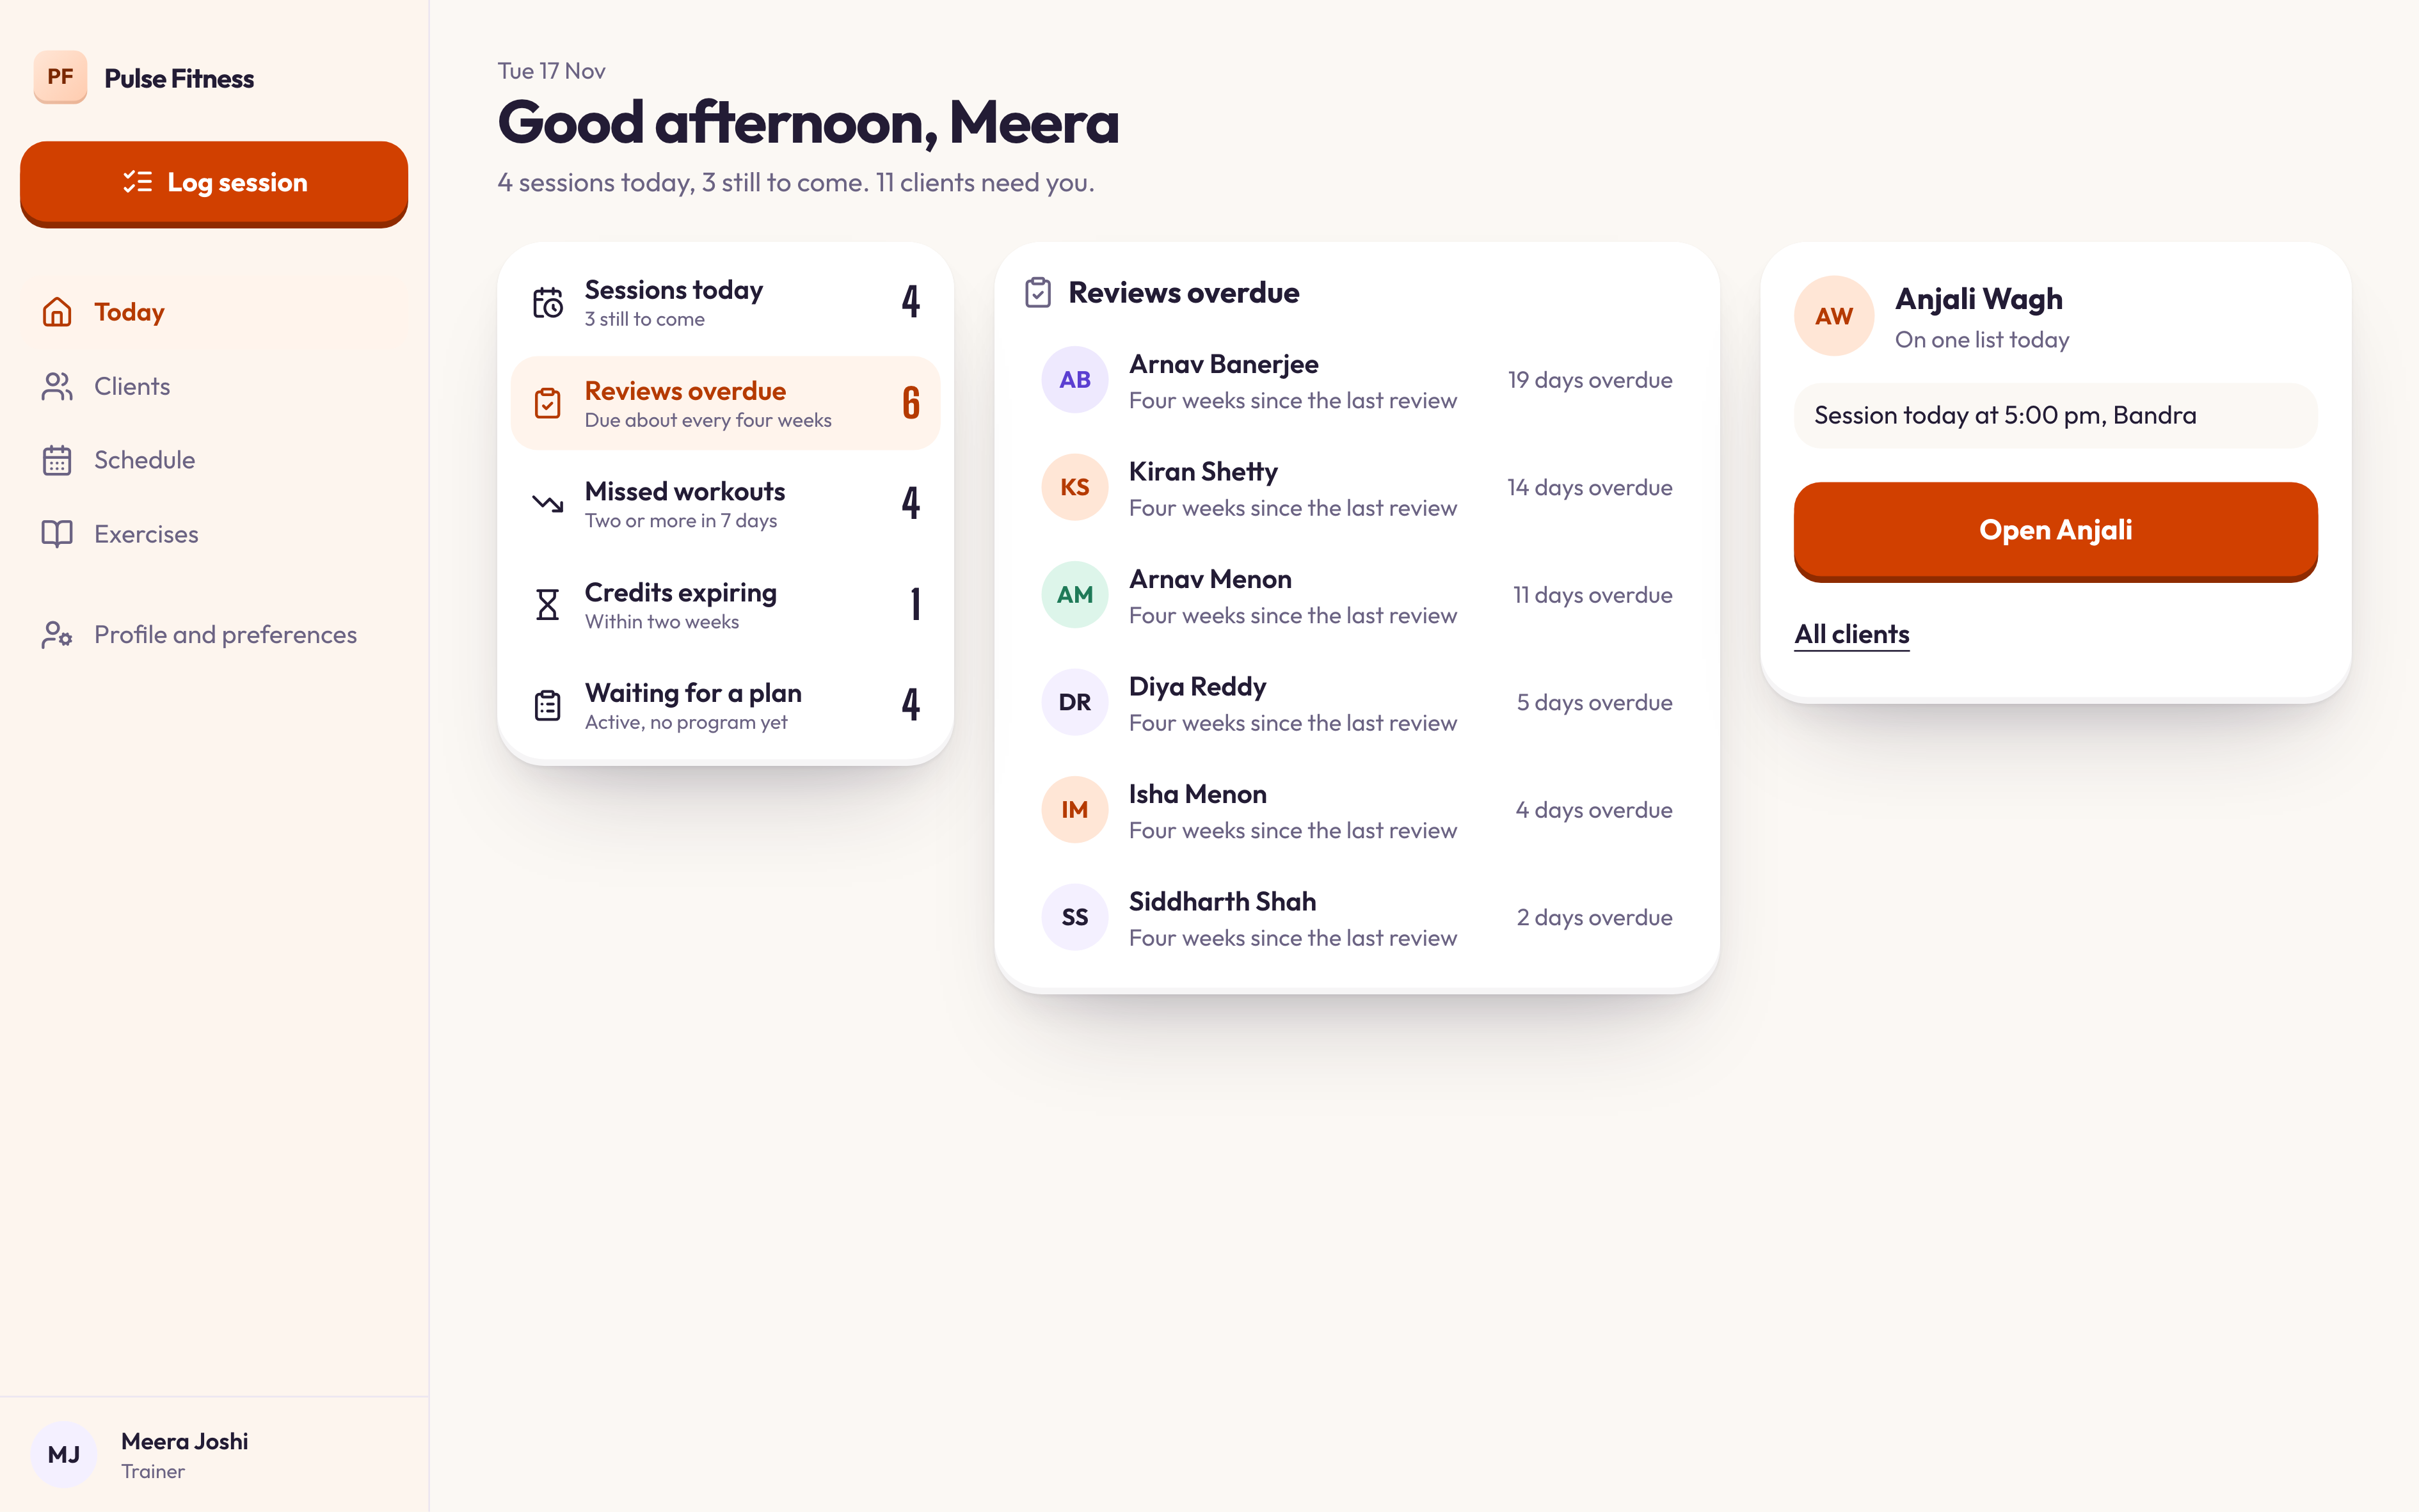 PF
Pulse Fitness
Log session
Today
Clients
Schedule
Exercises
Profile and preferences
MJ
Meera Joshi
Trainer
Tue 17 Nov
Good afternoon, Meera
4 sessions today, 3 still to come. 11 clients need you.
Sessions today
3 still to come
4
Reviews overdue
Due about every four weeks
6
Missed workouts
Two or more in 7 days
4
Credits expiring
Within two weeks
1
Waiting for a plan
Active, no program yet
4
Reviews overdue
AB
Arnav Banerjee
Four weeks since the last review
19 days overdue
KS
Kiran Shetty
Four weeks since the last review
14 days overdue
AM
Arnav Menon
Four weeks since the last review
11 days overdue
DR
Diya Reddy
Four weeks since the last review
5 days overdue
IM
Isha Menon
Four weeks since the last review
4 days overdue
SS
Siddharth Shah
Four weeks since the last review
2 days overdue
AW
Anjali Wagh
On one list today
Session today at 5:00 pm, Bandra
Open Anjali
All clients